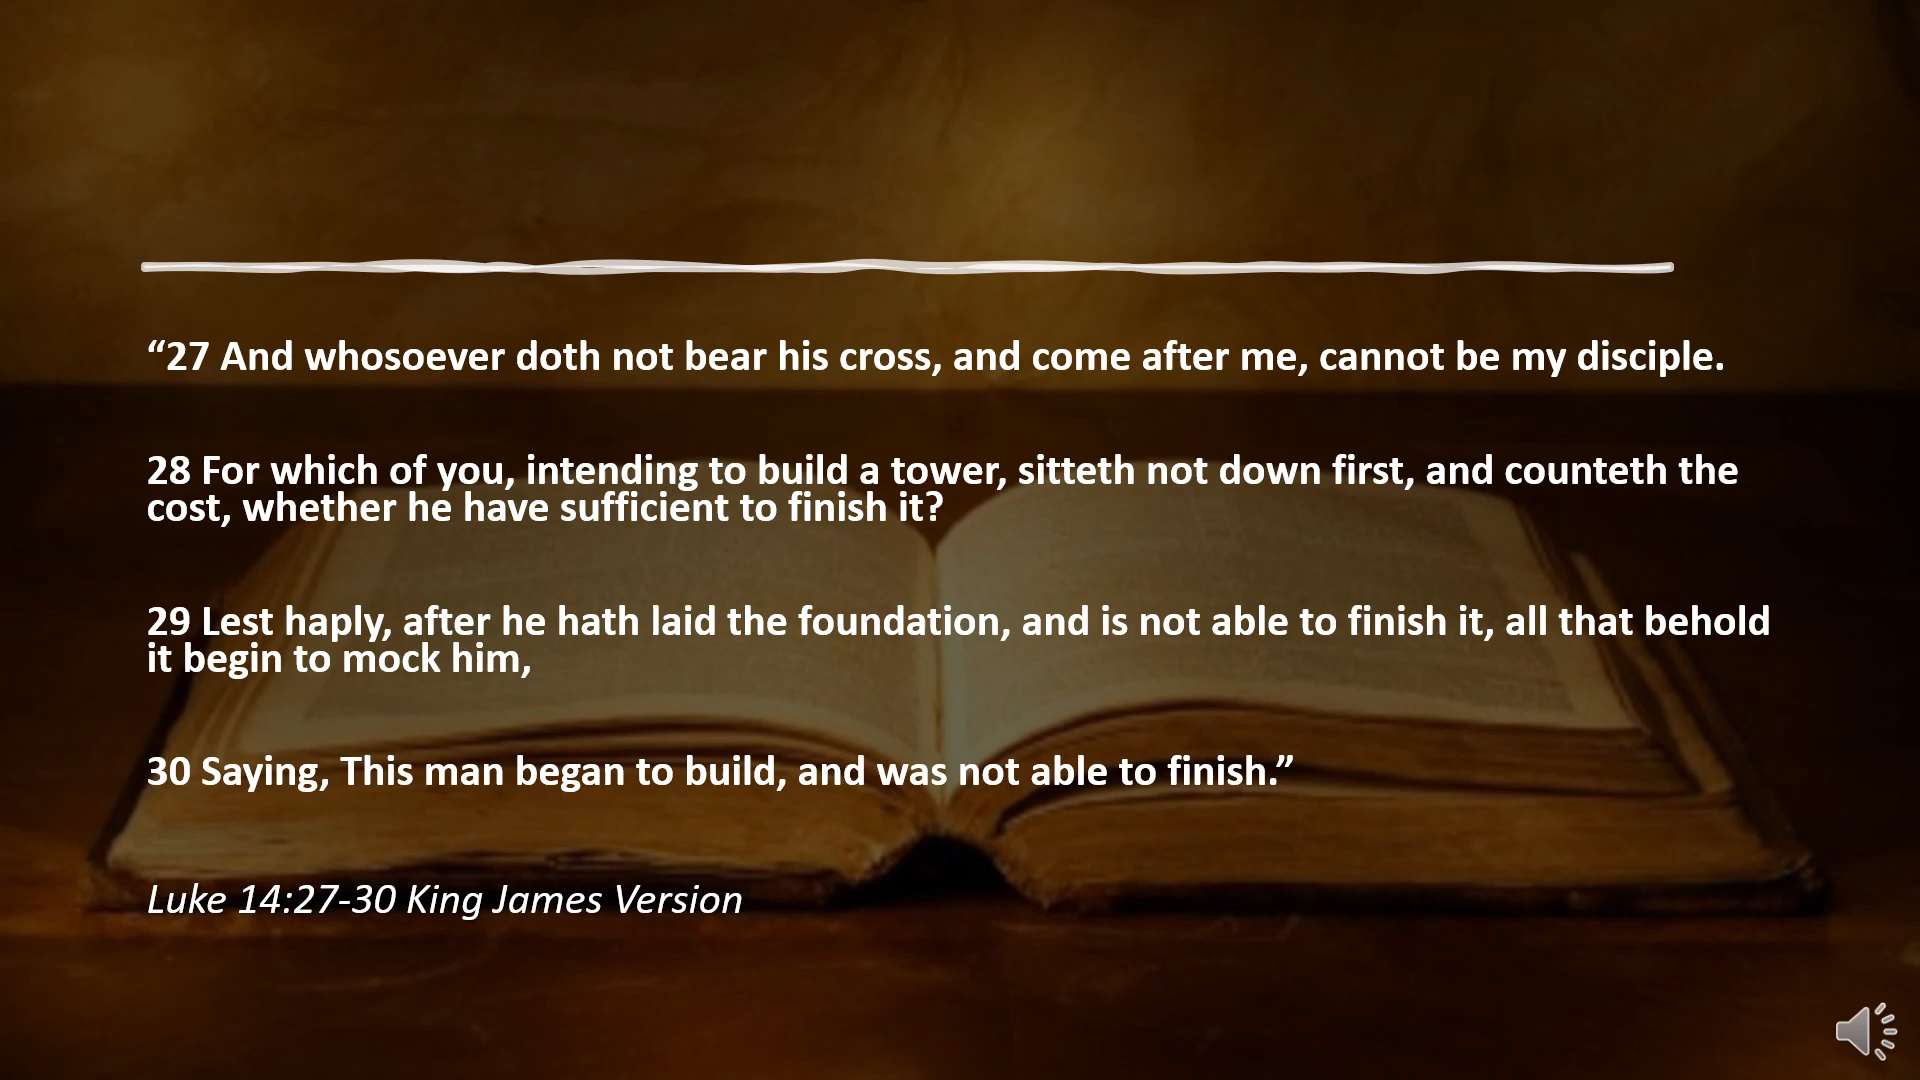 “27 And whosoever doth not bear his cross, and come after me, cannot be my disciple.
28 For which of you, intending to build a tower, sitteth not down first, and counteth the
cost, whether he have sufficient to finish it?
29 Lest haply, after he hath laid the foundation, and is not able to finish it, all that behold
it begin to mock him,
30 Saying, This man began to build, and was not able to finish.”
Luke 14:27-30 King James Version